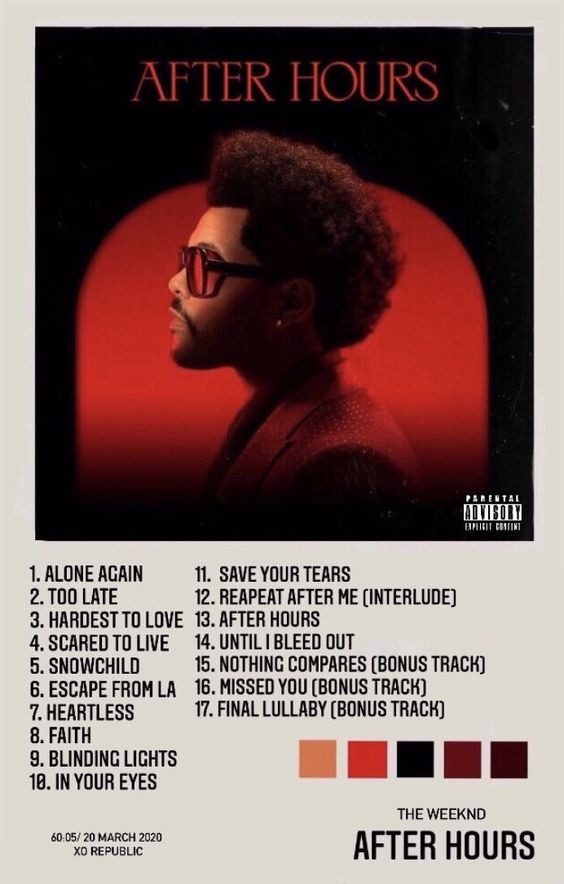 AFTER HOURS
PARENTAL
ADVISORY
EXPLICIT CONTENT
1. ALONE AGAIN
2. TOO LATE
3. HARDEST TO LOVE
4. SCARED TO LIVE
5. SNOWCHILD
6. ESCAPE FROM LA
7. HEARTLESS
8. FAITH
9. BLINDING LIGHTS
10. IN YOUR EYES
11. SAVE YOUR TEARS
12. REAPEAT AFTER ME (INTERLUDE)
13. AFTER HOURS
14. UNTIL I BLEED OUT
15. NOTHING COMPARES (BONUS TRACK)
16. MISSED YOU (BONUS TRACK)
17. FINAL LULLABY (BONUS TRACK)
60:05/ 20 MARCH 2020
XO REPUBLIC
THE WEEKND
AFTER HOURS